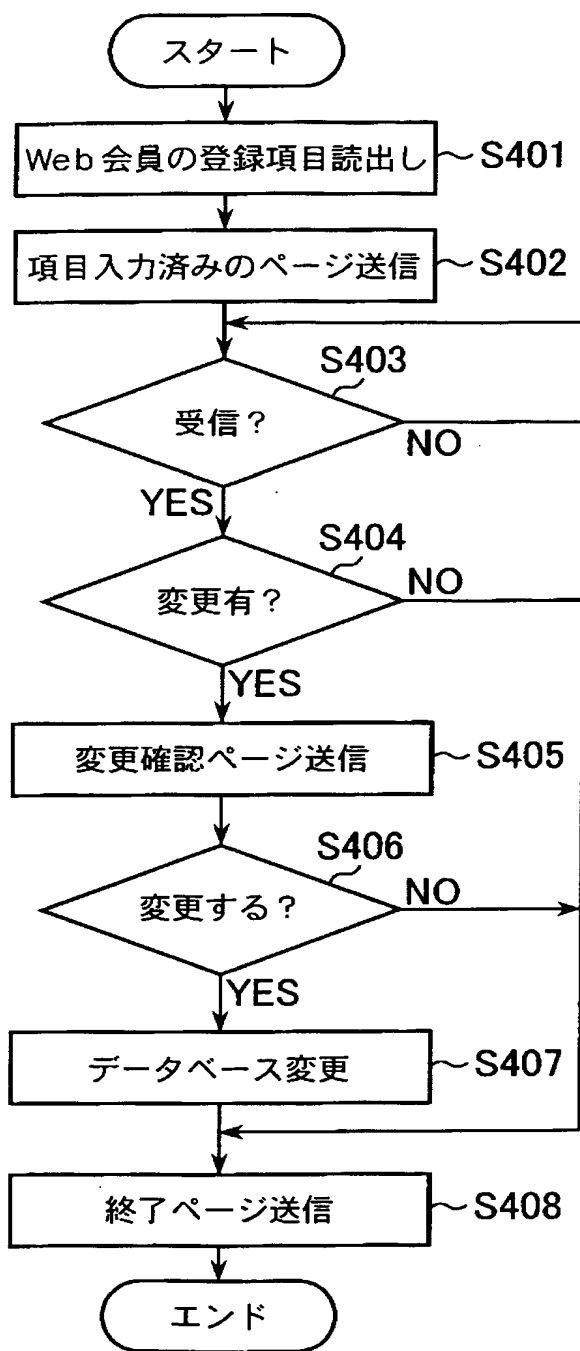 スタート
Web会員の登録項目読出し S401
項目入力済みのページ送信 S402
S403
受信？
NO
YES
S404
変更有？
NO
YES
変更確認ページ送信 S405
S406
変更する？
NO
YES
データベース変更 S407
終了ページ送信 S408
エンド